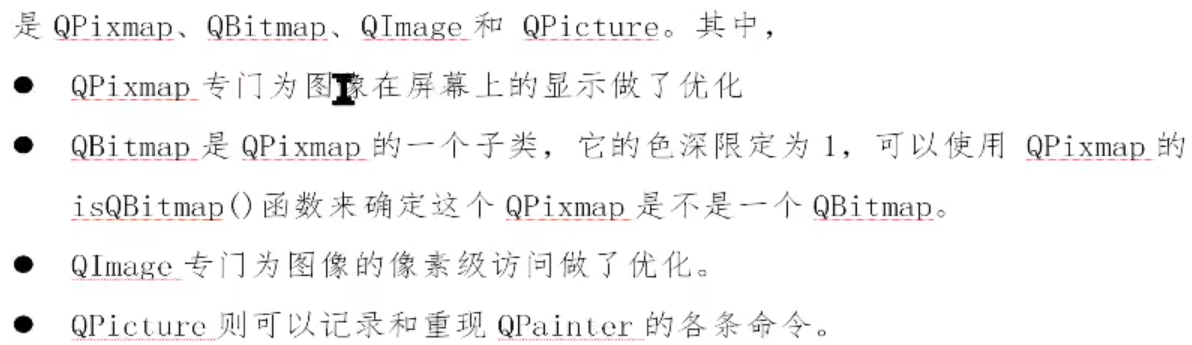 是 QPixmap、QBitmap、QImage 和 QPicture。其中，
● QPixmap 专门为图像在屏幕上的显示做了优化
● QBitmap 是 QPixmap 的一个子类，它的色深限定为 1，可以使用 QPixmap 的
isQBitmap()函数来确定这个 QPixmap 是不是一个 QBitmap。
● QImage 专门为图像的像素级访问做了优化。
● QPicture 则可以记录和重现 QPainter 的各条命令。